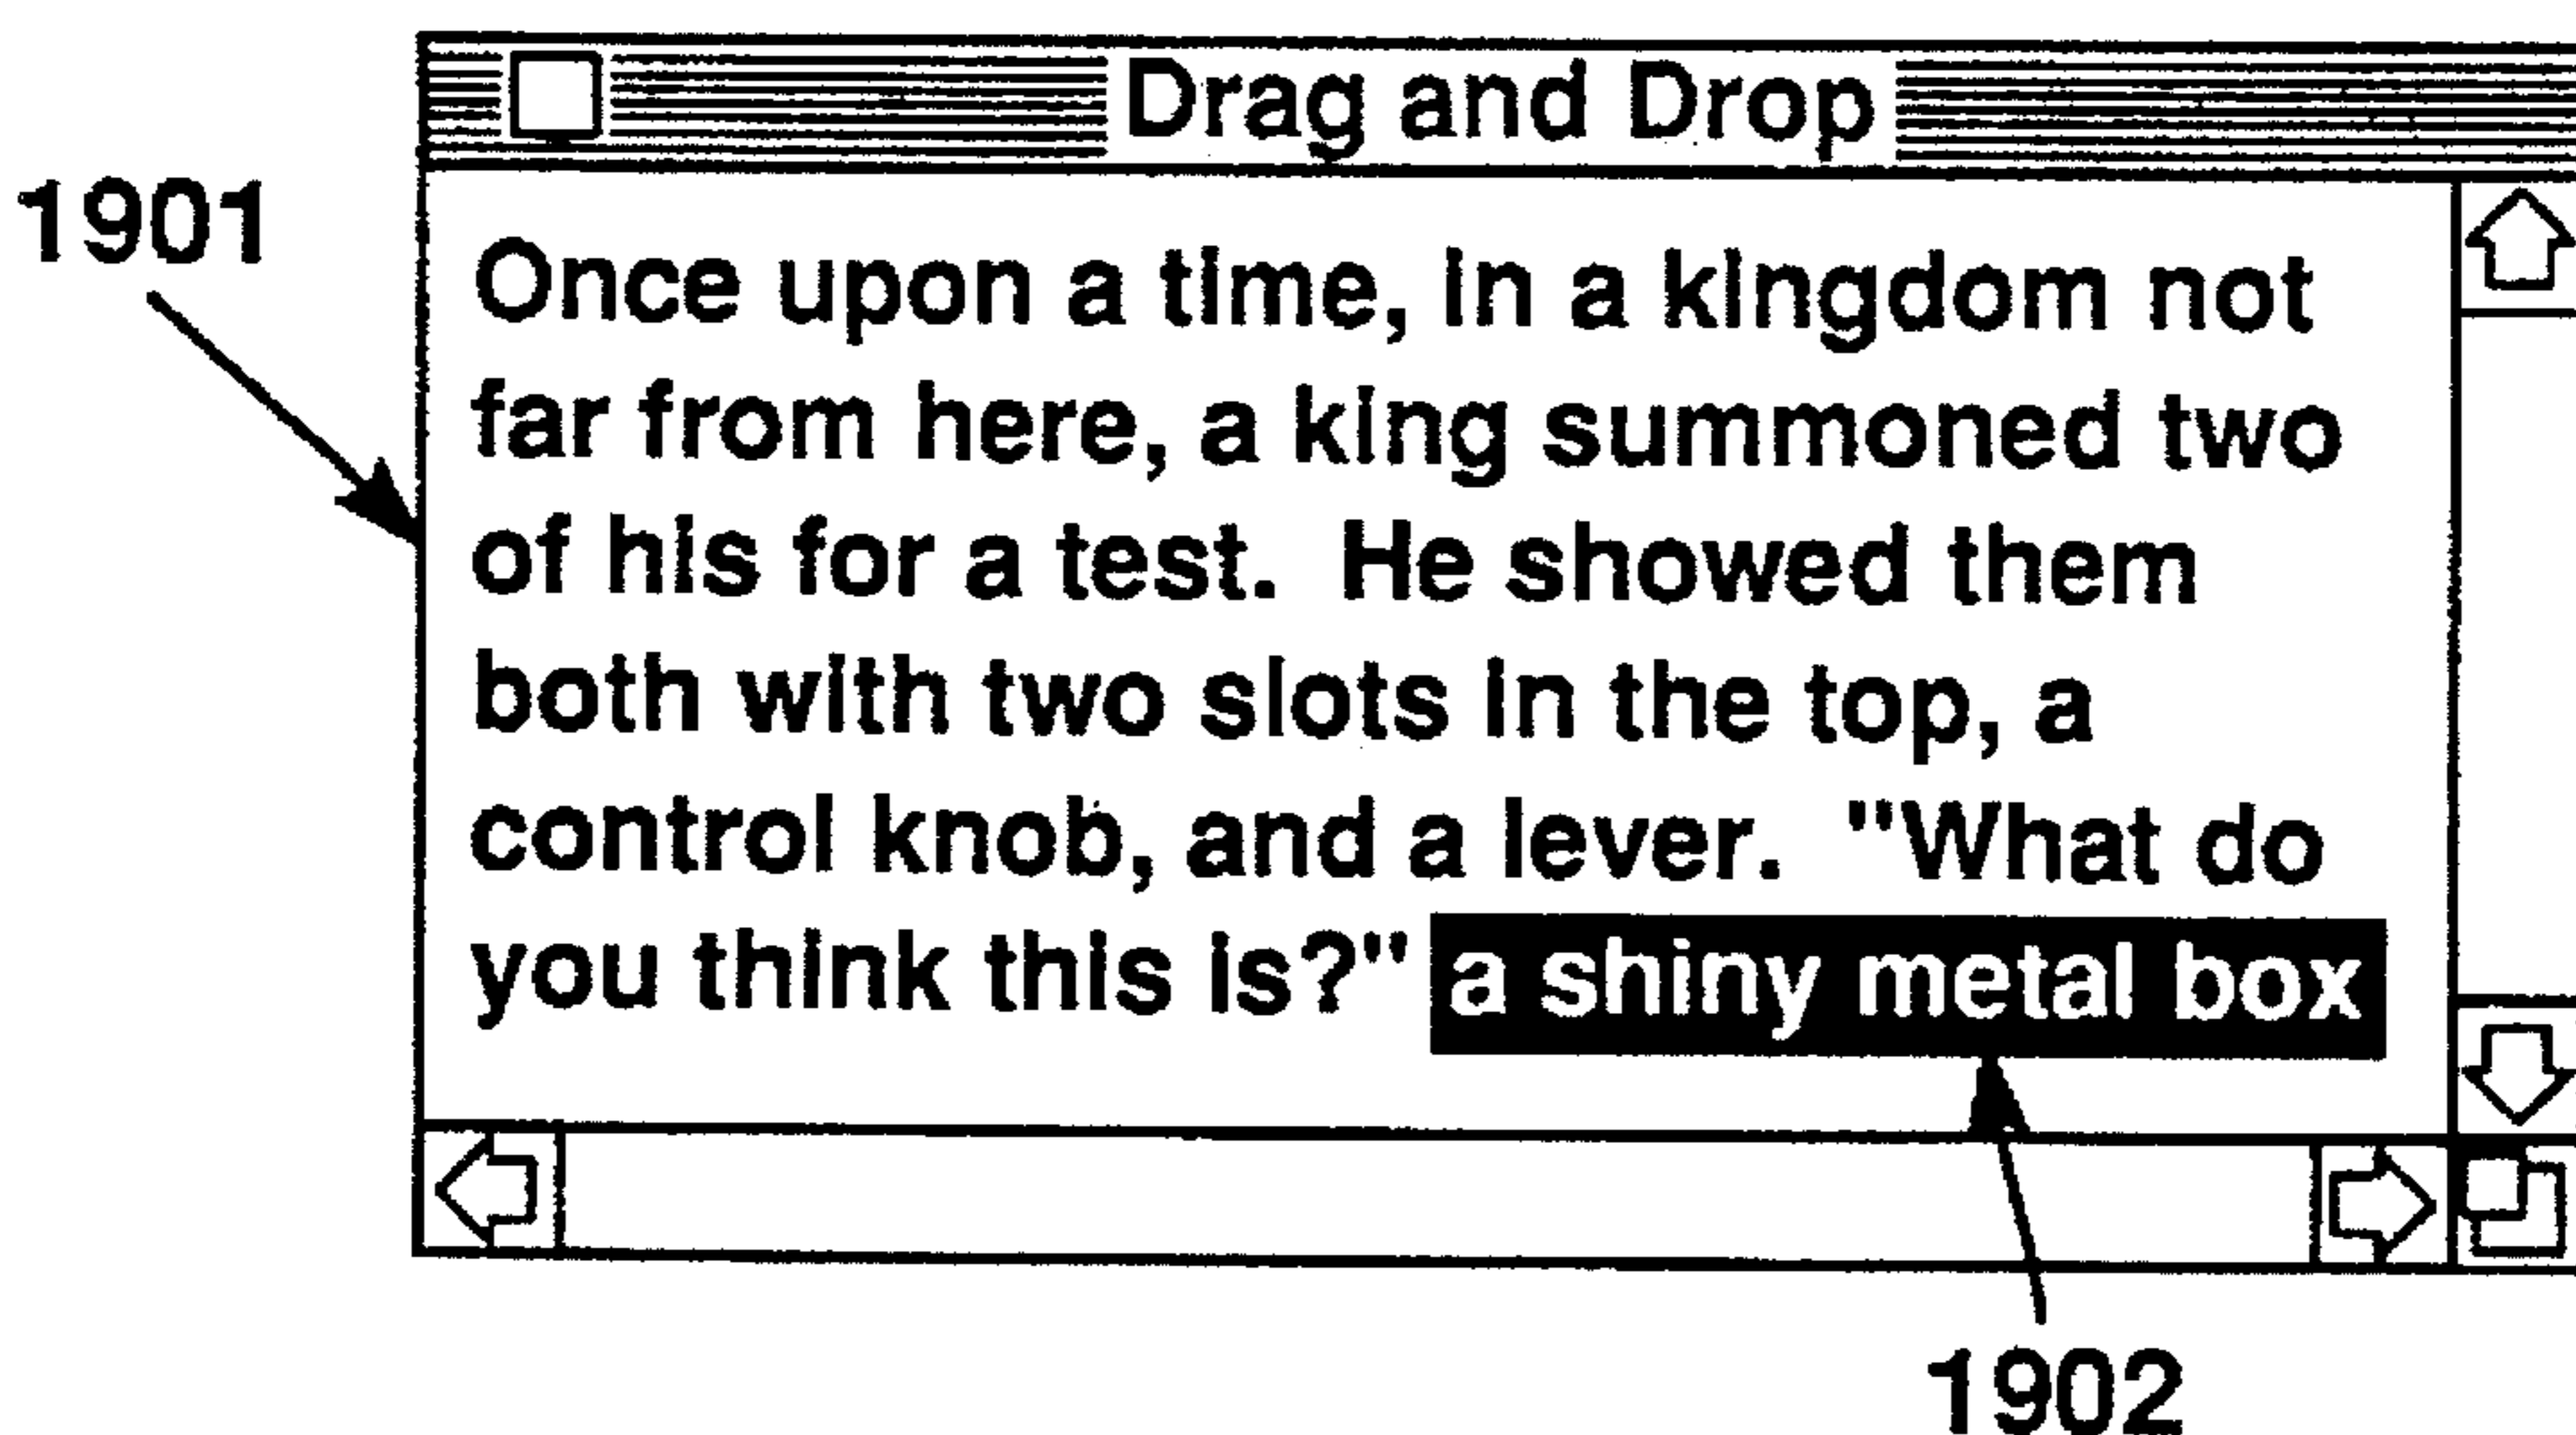 Drag and Drop
1901
Once upon a time, in a kingdom not
far from here, a king summoned two
of his for a test.  He showed them
both with two slots in the top, a
control knob, and a lever.  "What do
you think this is?" a shiny metal box
1902